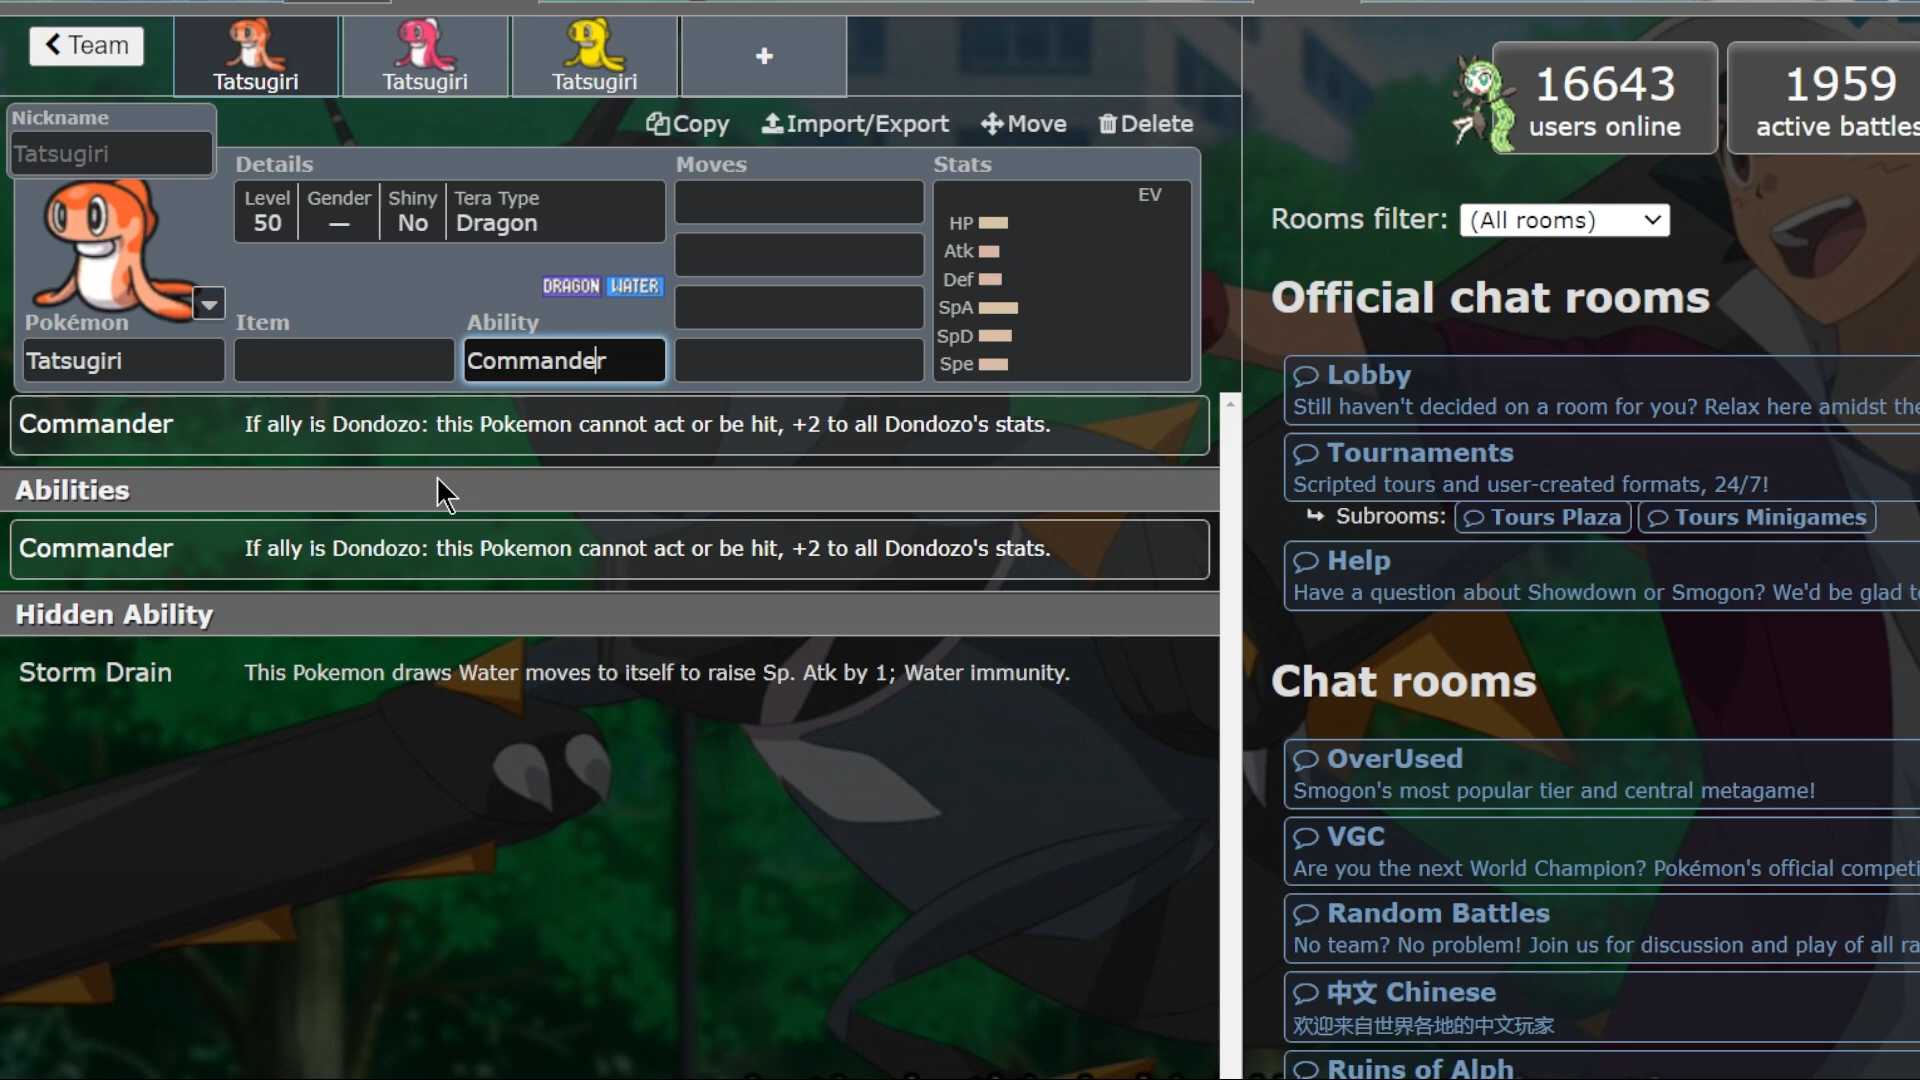 Team
Tatsugiri
Tatsugiri
Tatsugiri
Nickname
Tatsugiri
Copy
Import/Export
Move
Delete
Details
Level
50
Gender
—
Shiny
No
Tera Type
Dragon
DRAGON WATER
Pokémon
Tatsugiri
Item
Ability
Commander
Moves
Stats
EV
HP
Atk
Def
SpA
SpD
Spe
Commander If ally is Dondozo: this Pokemon cannot act or be hit, +2 to all Dondozo's stats.
Abilities
Commander If ally is Dondozo: this Pokemon cannot act or be hit, +2 to all Dondozo's stats.
Hidden Ability
Storm Drain This Pokemon draws Water moves to itself to raise Sp. Atk by 1; Water immunity.
16643
users online
1959
active battles
Rooms filter: (All rooms)
Official chat rooms
Lobby
Still haven't decided on a room for you? Relax here amidst the
Tournaments
Scripted tours and user-created formats, 24/7!
Subrooms: Tours Plaza Tours Minigames
Help
Have a question about Showdown or Smogon? We'd be glad to
Chat rooms
OverUsed
Smogon's most popular tier and central metagame!
VGC
Are you the next World Champion? Pokémon's official competi
Random Battles
No team? No problem! Join us for discussion and play of all ra
中文 Chinese
欢迎来自世界各地的中文玩家
Ruins of Alph